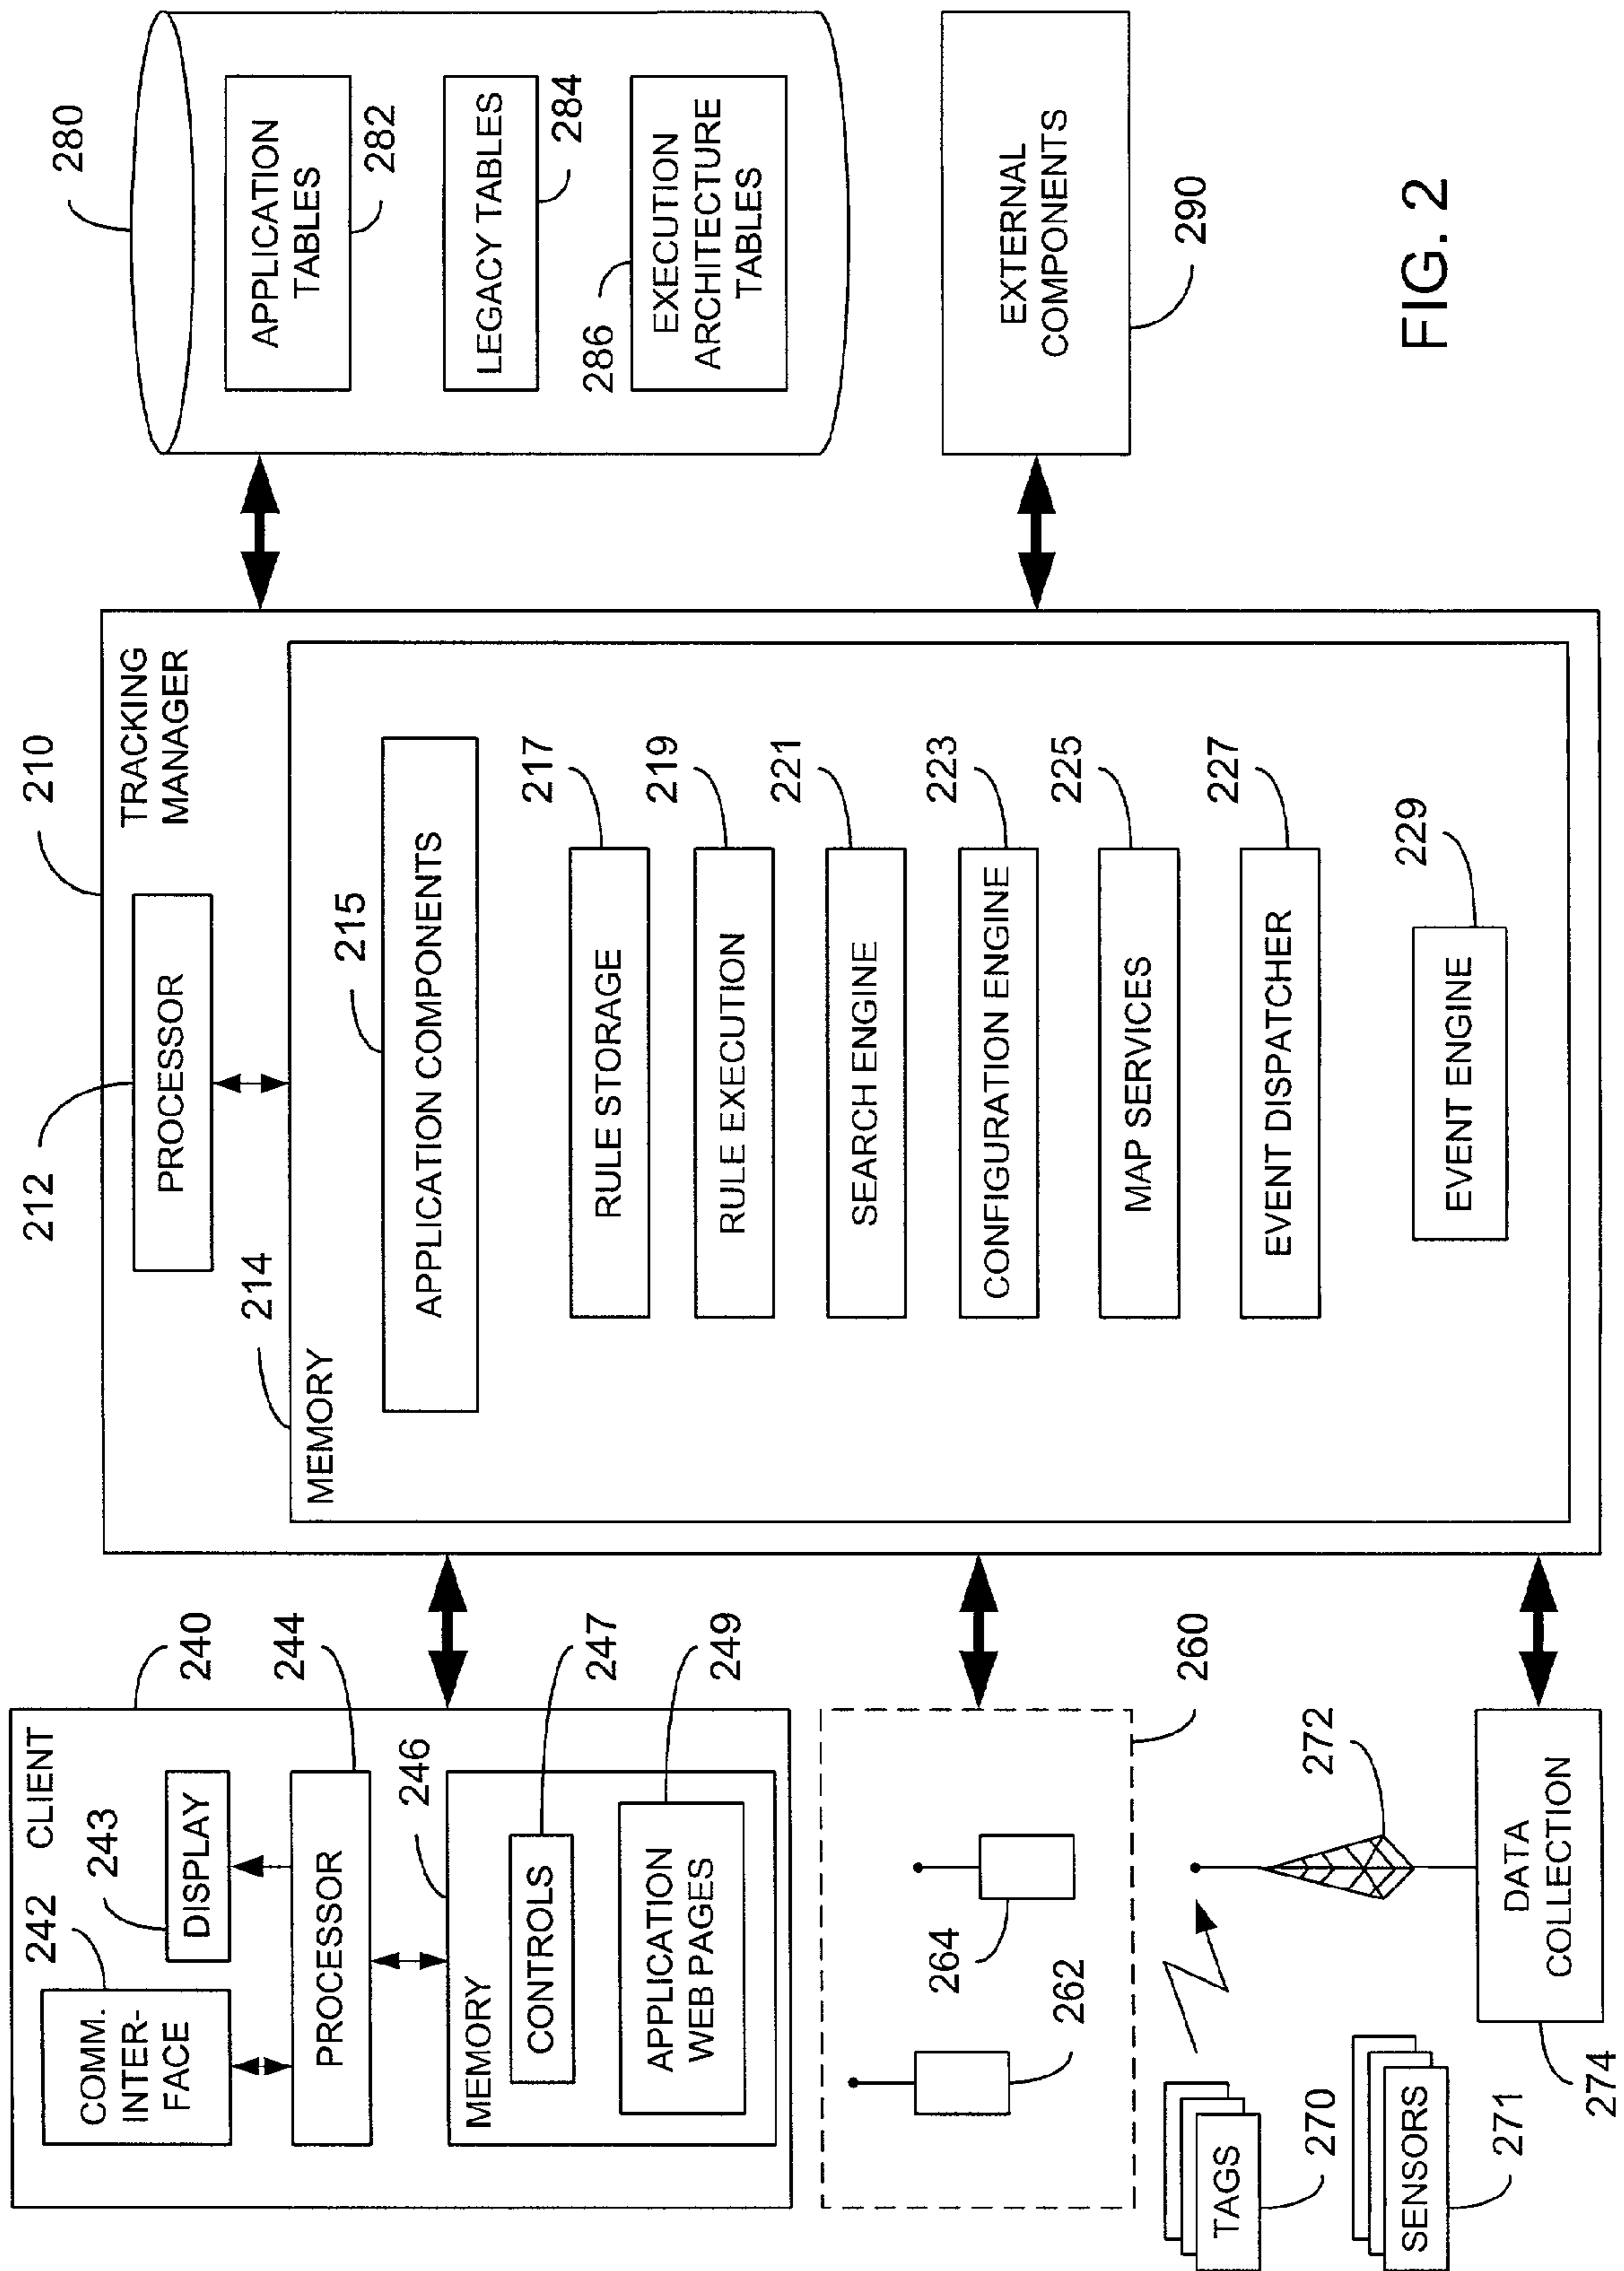 240
CLIENT
242
243
COMM.
INTER-
FACE
DISPLAY
244
PROCESSOR
246
MEMORY
247
CONTROLS
249
APPLICATION
WEB PAGES
264
262
260
TAGS
270
SENSORS
271
272
DATA
COLLECTION
274
210
TRACKING
MANAGER
212
PROCESSOR
214
MEMORY
215
APPLICATION COMPONENTS
217
RULE STORAGE
219
RULE EXECUTION
221
SEARCH ENGINE
223
CONFIGURATION ENGINE
225
MAP SERVICES
227
EVENT DISPATCHER
229
EVENT ENGINE
280
APPLICATION
TABLES
282
LEGACY TABLES
284
286
EXECUTION
ARCHITECTURE
TABLES
EXTERNAL
COMPONENTS
290
FIG. 2